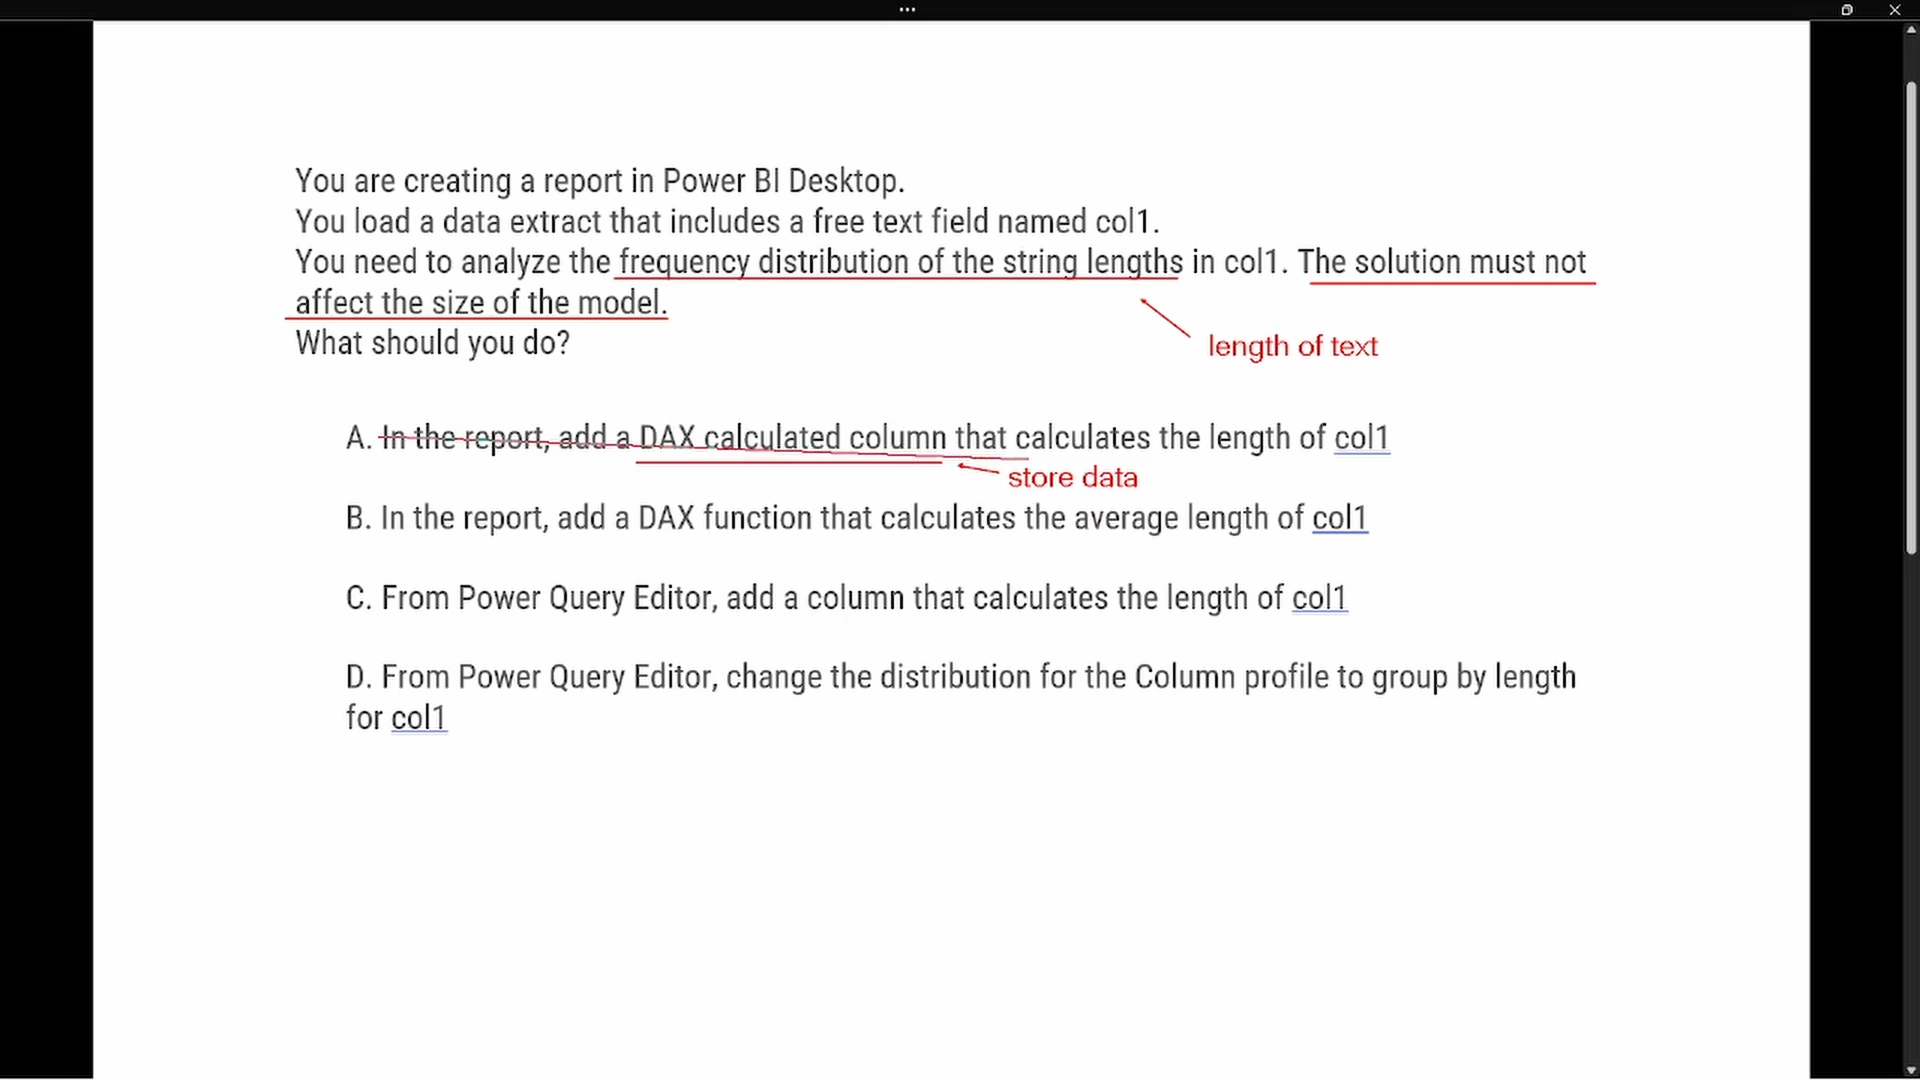 You are creating a report in Power BI Desktop.
You load a data extract that includes a free text field named col1.
You need to analyze the frequency distribution of the string lengths in col1. The solution must not
affect the size of the model.
What should you do?
length of text
A. In the report, add a DAX calculated column that calculates the length of col1
store data
B. In the report, add a DAX function that calculates the average length of col1
C. From Power Query Editor, add a column that calculates the length of col1
D. From Power Query Editor, change the distribution for the Column profile to group by length
for col1